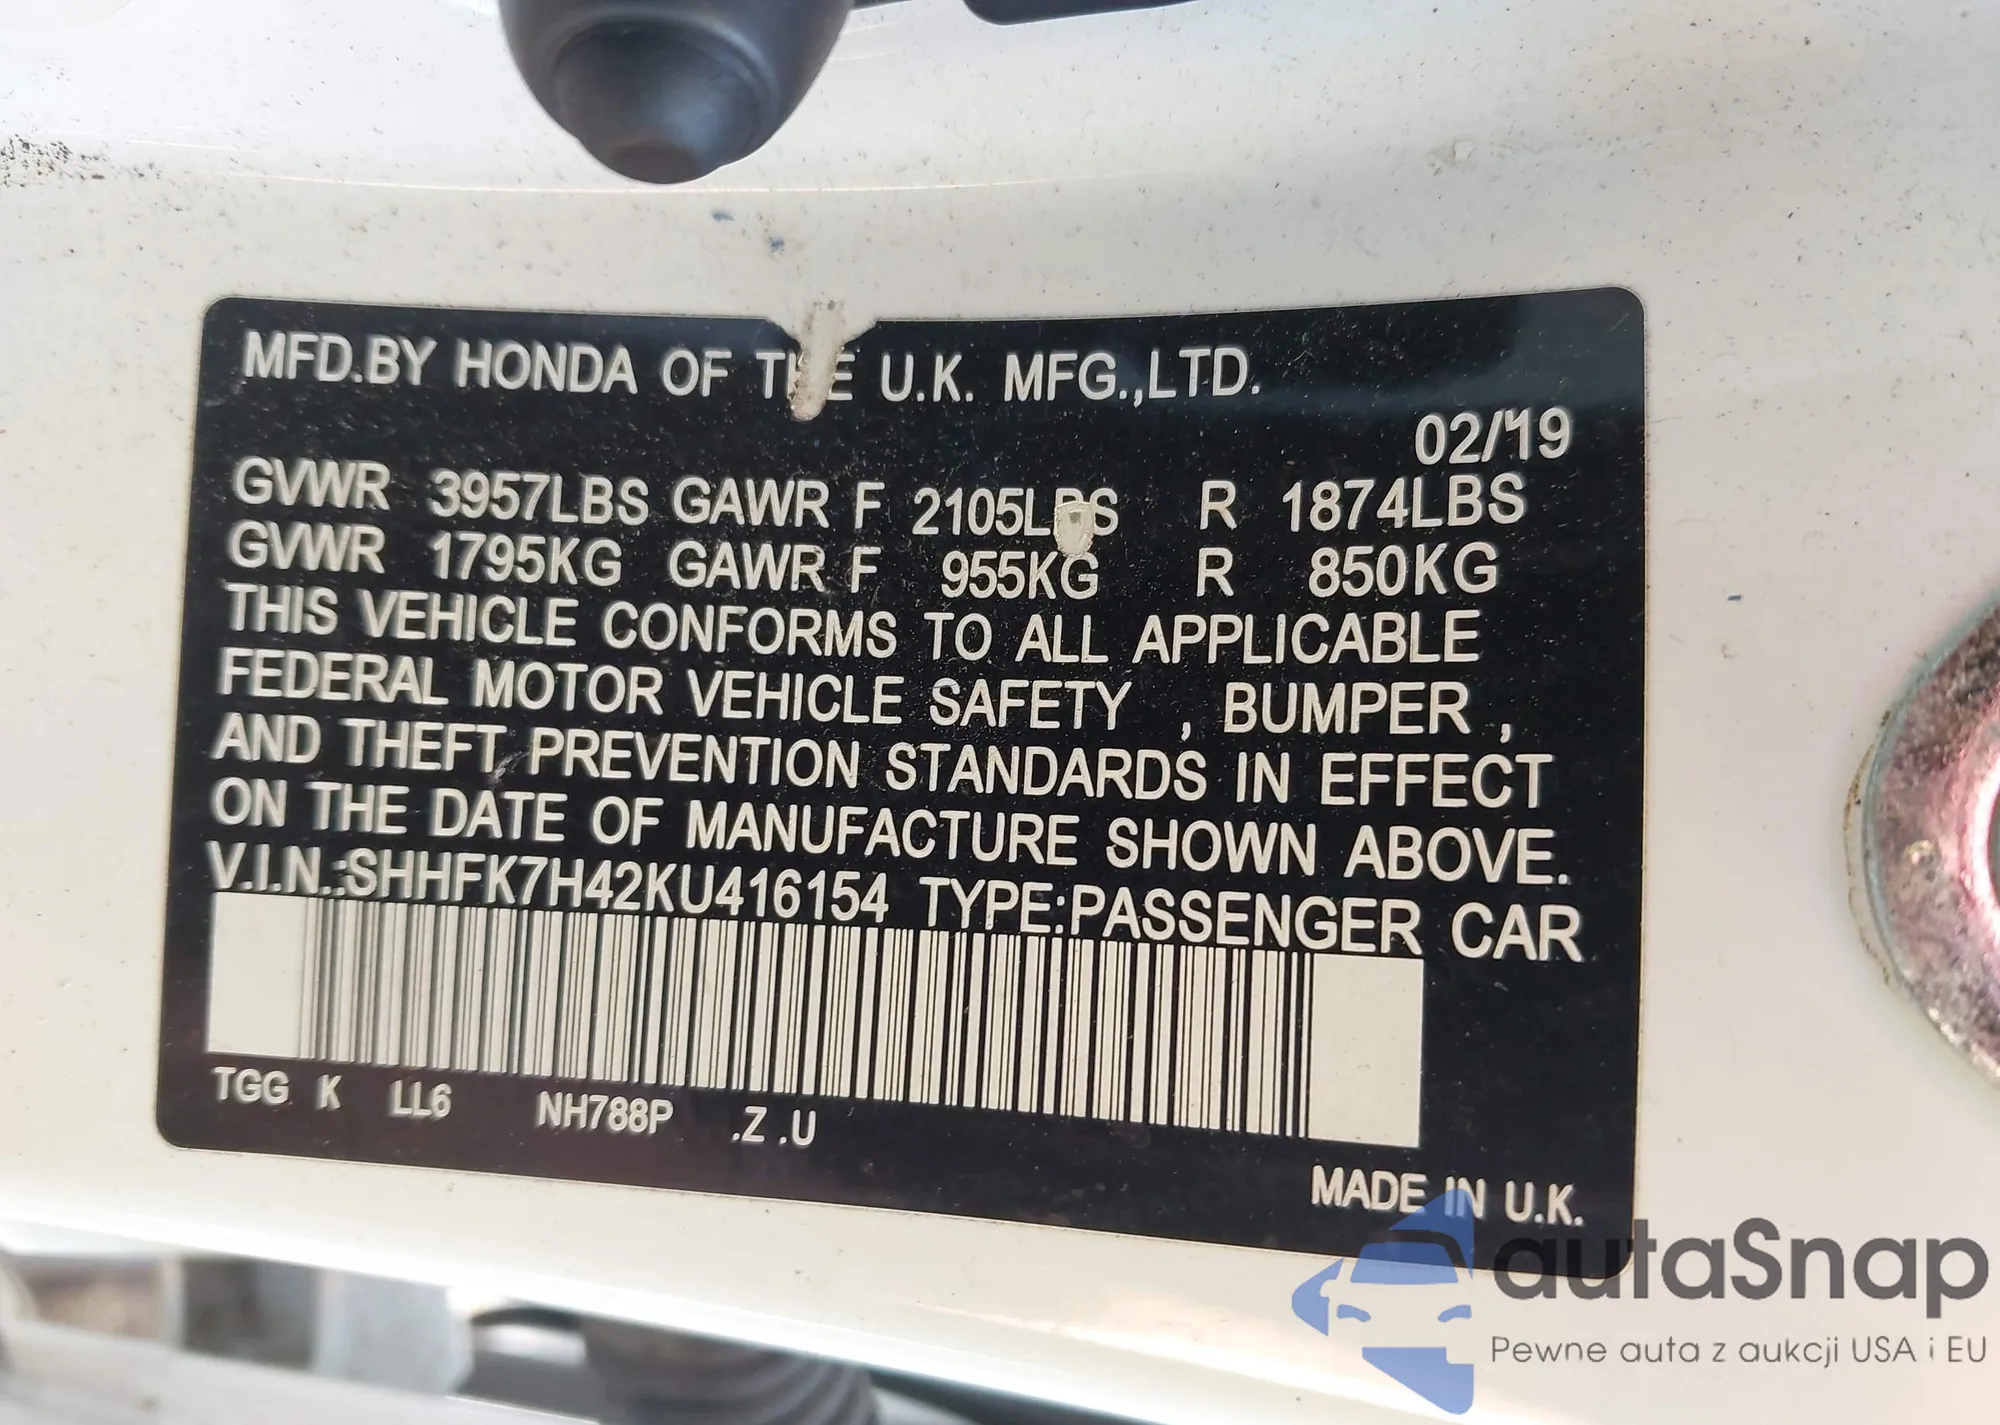 MFD.BY HONDA OF THE U.K. MFG.,LTD.
02/19
GVWR 3957LBS GAWR F 2105LBS R 1874LBS
GVWR 1795KG GAWR F 955KG R 850KG
THIS VEHICLE CONFORMS TO ALL APPLICABLE
FEDERAL MOTOR VEHICLE SAFETY , BUMPER ,
AND THEFT PREVENTION STANDARDS IN EFFECT
ON THE DATE OF MANUFACTURE SHOWN ABOVE.
V.I.N.:SHHFK7H42KU416154 TYPE:PASSENGER CAR
TGG K LL6 NH788P .Z .U
MADE IN U.K.
autaSnap
Pewne auta z aukcji USA i EU